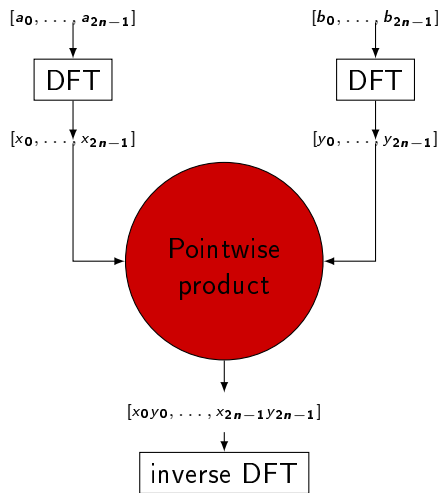 [a₀, . . . , a₂ₙ₋₁] [b₀, . . . , b₂ₙ₋₁]
DFT DFT
[x₀, . . . , x₂ₙ₋₁] [y₀, . . . , y₂ₙ₋₁]
Pointwise
product
[x₀y₀, . . . , x₂ₙ₋₁y₂ₙ₋₁]
inverse DFT